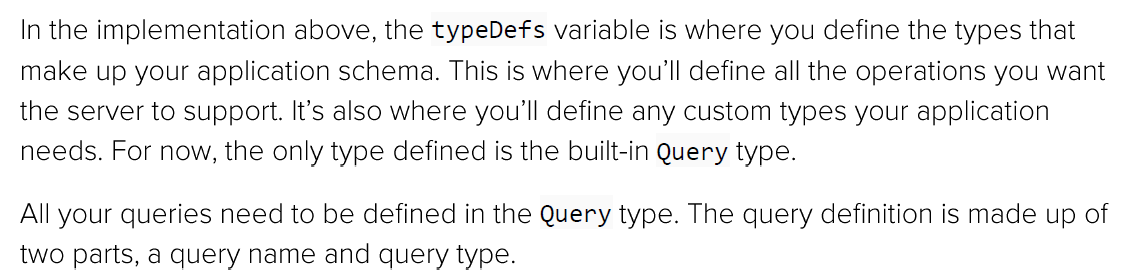 In the implementation above, the typeDefs variable is where you define the types that
make up your application schema. This is where you’ll define all the operations you want
the server to support. It’s also where you’ll define any custom types your application
needs. For now, the only type defined is the built-in Query type.
All your queries need to be defined in the Query type. The query definition is made up of
two parts, a query name and query type.